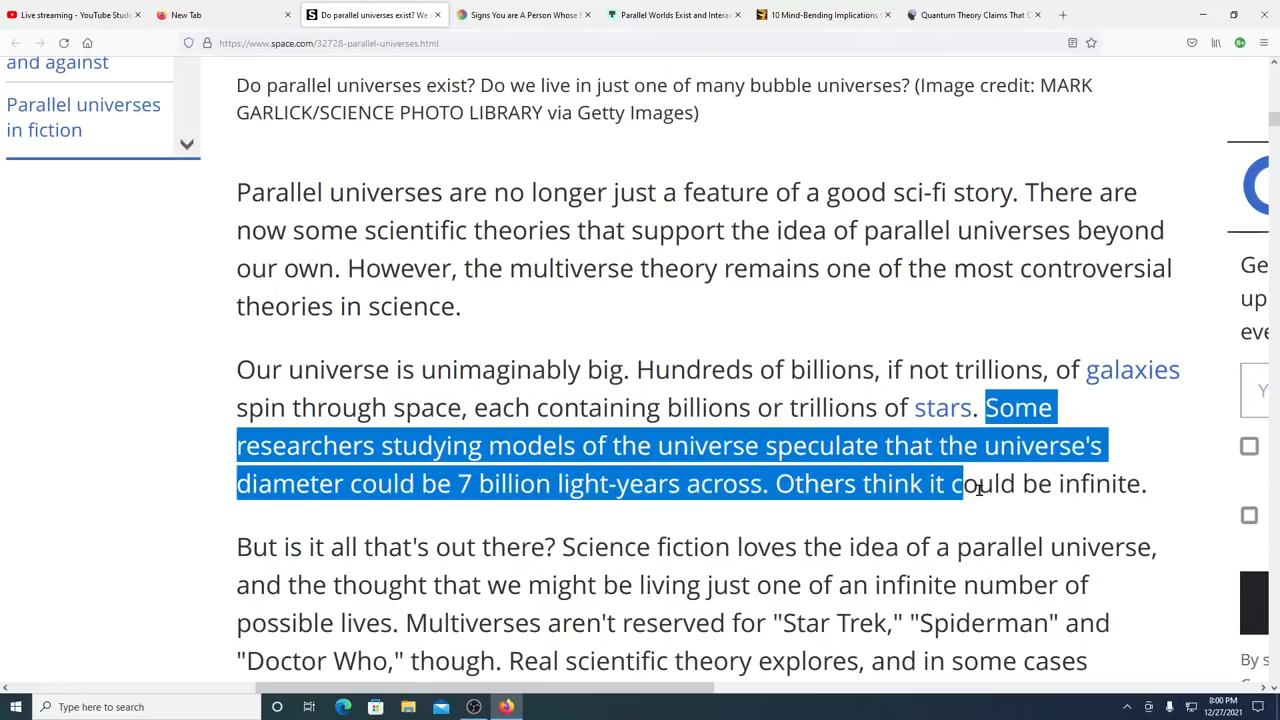 Live streaming - YouTube Stud
New Tab
Do parallel universes exist? We
Signs You are A Person Whose E
Parallel Worlds Exist and Interac
10 Mind-Bending Implications
Quantum Theory Claims That C
https://www.space.com/32728-parallel-universes.html
and against
Parallel universes
in fiction
Do parallel universes exist? Do we live in just one of many bubble universes? (Image credit: MARK
GARLICK/SCIENCE PHOTO LIBRARY via Getty Images)
Parallel universes are no longer just a feature of a good sci-fi story. There are
now some scientific theories that support the idea of parallel universes beyond
our own. However, the multiverse theory remains one of the most controversial
theories in science.
Our universe is unimaginably big. Hundreds of billions, if not trillions, of galaxies
spin through space, each containing billions or trillions of stars. Some
researchers studying models of the universe speculate that the universe's
diameter could be 7 billion light-years across. Others think it could be infinite.
But is it all that's out there? Science fiction loves the idea of a parallel universe,
and the thought that we might be living just one of an infinite number of
possible lives. Multiverses aren't reserved for "Star Trek," "Spiderman" and
"Doctor Who," though. Real scientific theory explores, and in some cases
Ge
up
eve
Y
By s
Type here to search
8:00 PM
12/27/2021